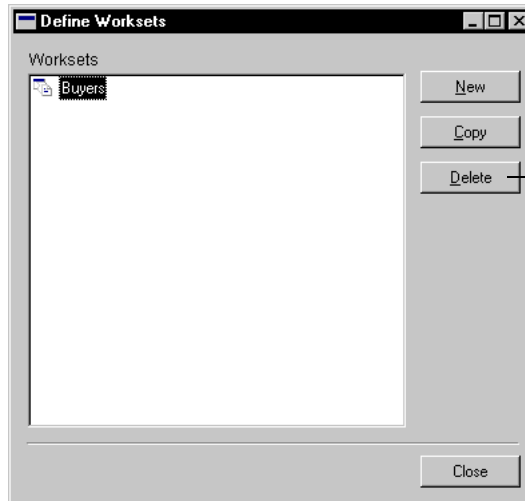 Define Worksets
Worksets
Buyers
New
Copy
Delete
Close